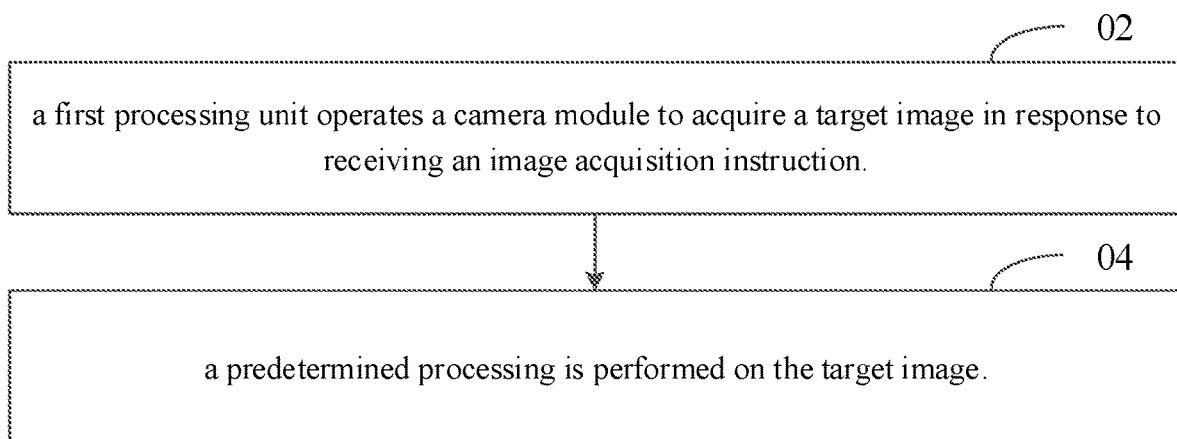 02
a first processing unit operates a camera module to acquire a target image in response to
receiving an image acquisition instruction.
04
a predetermined processing is performed on the target image.